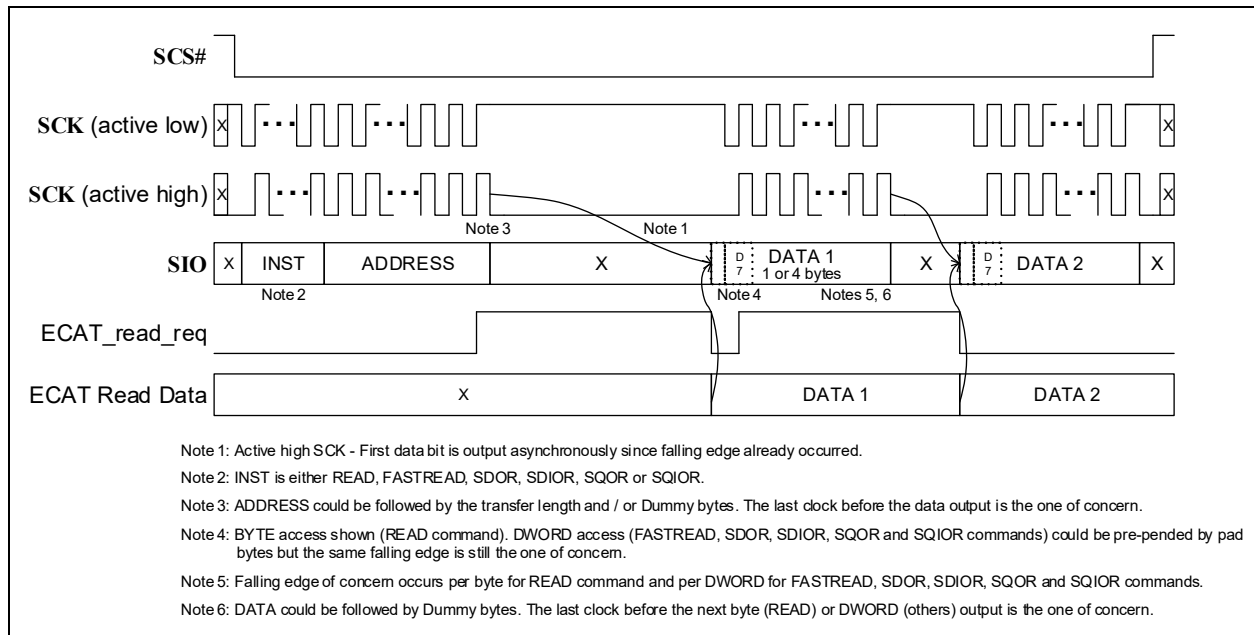 SCS#
SCK (active low)
X
X
SCK (active high)
X
X
Note 3
Note 1
SIO
X
INST
ADDRESS
X
D
7
DATA 1
1 or 4 bytes
X
D
7
DATA 2
X
Note 2
Note 4
Notes 5, 6
ECAT_read_req
ECAT Read Data
X
DATA 1
DATA 2
Note 1: Active high SCK - First data bit is output asynchronously since falling edge already occurred.
Note 2: INST is either READ, FASTREAD, SDOR, SDIOR, SQOR or SQIOR.
Note 3: ADDRESS could be followed by the transfer length and / or Dummy bytes. The last clock before the data output is the one of concern.
Note 4: BYTE access shown (READ command). DWORD access (FASTREAD, SDOR, SDIOR, SQOR and SQIOR commands) could be pre-pended by pad
bytes but the same falling edge is still the one of concern.
Note 5: Falling edge of concern occurs per byte for READ command and per DWORD for FASTREAD, SDOR, SDIOR, SQOR and SQIOR commands.
Note 6: DATA could be followed by Dummy bytes. The last clock before the next byte (READ) or DWORD (others) output is the one of concern.